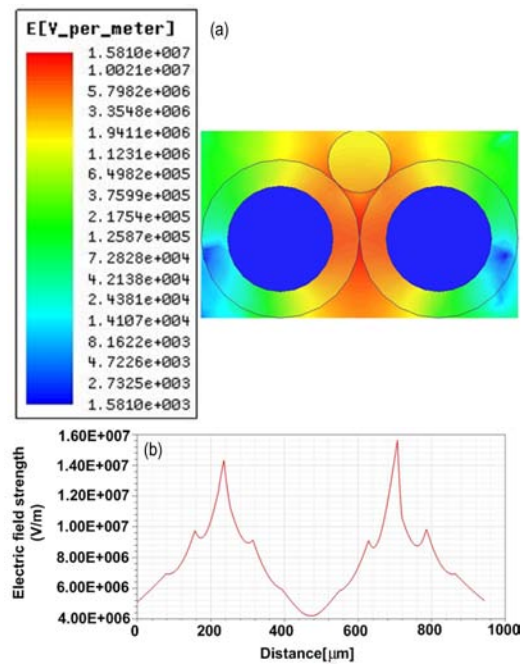 E[V_per_meter]
(a)
1.5810e+007
1.0021e+007
5.7982e+006
3.3548e+006
1.9411e+006
1.1231e+006
6.4982e+005
3.7599e+005
2.1754e+005
1.2587e+005
7.2828e+004
4.2138e+004
2.4381e+004
1.4107e+004
8.1622e+003
4.7226e+003
2.7325e+003
1.5810e+003
(b)
Electric field strength
(V/m)
1.60E+007
1.40E+007
1.20E+007
1.00E+007
8.00E+006
6.00E+006
4.00E+006
0 200 400 600 800 1000
Distance[μm]